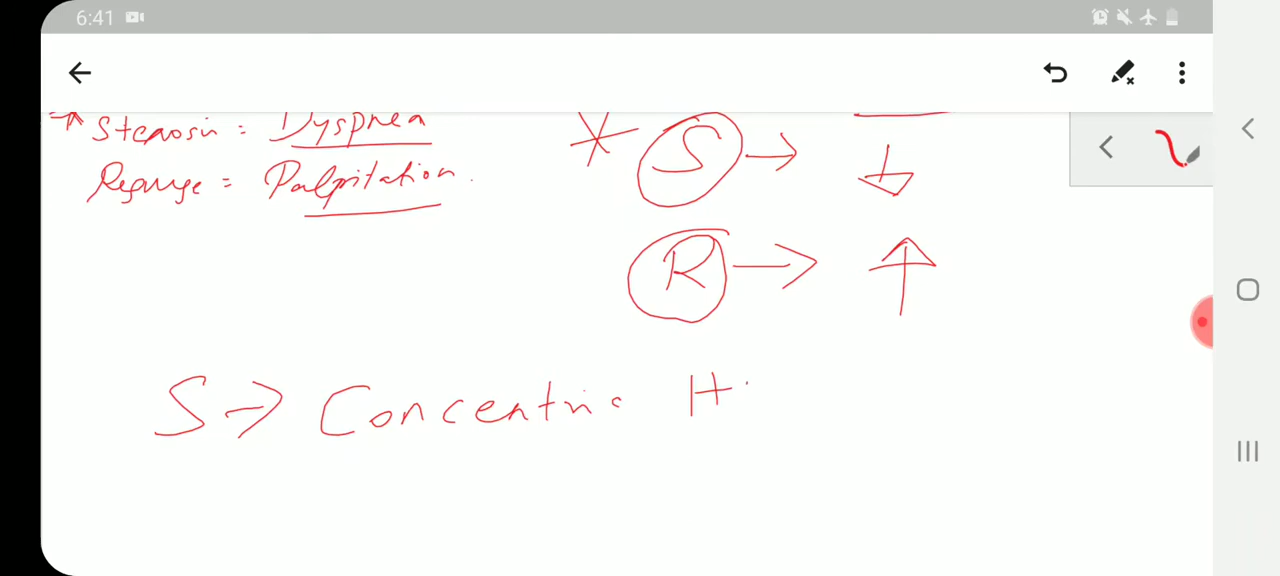 6:41
Stenosis = Dyspnea
Regurge = Palpitation.
S →
↓
R → ↑
S → Concentric H